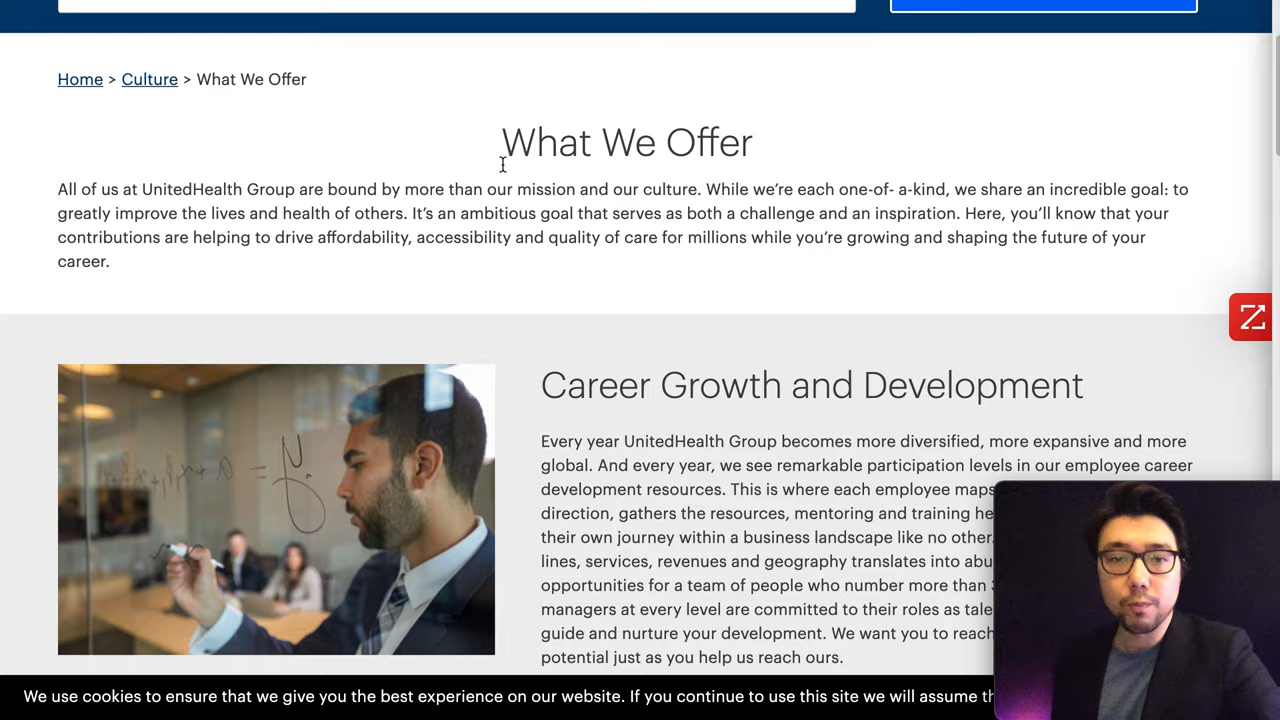 Home > Culture > What We Offer
What We Offer
All of us at UnitedHealth Group are bound by more than our mission and our culture. While we’re each one-of- a-kind, we share an incredible goal: to
greatly improve the lives and health of others. It’s an ambitious goal that serves as both a challenge and an inspiration. Here, you’ll know that your
contributions are helping to drive affordability, accessibility and quality of care for millions while you’re growing and shaping the future of your
career.
Career Growth and Development
Every year UnitedHealth Group becomes more diversified, more expansive and more
global. And every year, we see remarkable participation levels in our employee career
development resources. This is where each employee maps
direction, gathers the resources, mentoring and training
their own journey within a business landscape like no other.
lines, services, revenues and geography translates into
opportunities for a team of people who number more than
managers at every level are committed to their roles as
guide and nurture your development. We want you to reach
potential just as you help us reach ours.
We use cookies to ensure that we give you the best experience on our website. If you continue to use this site we will assume